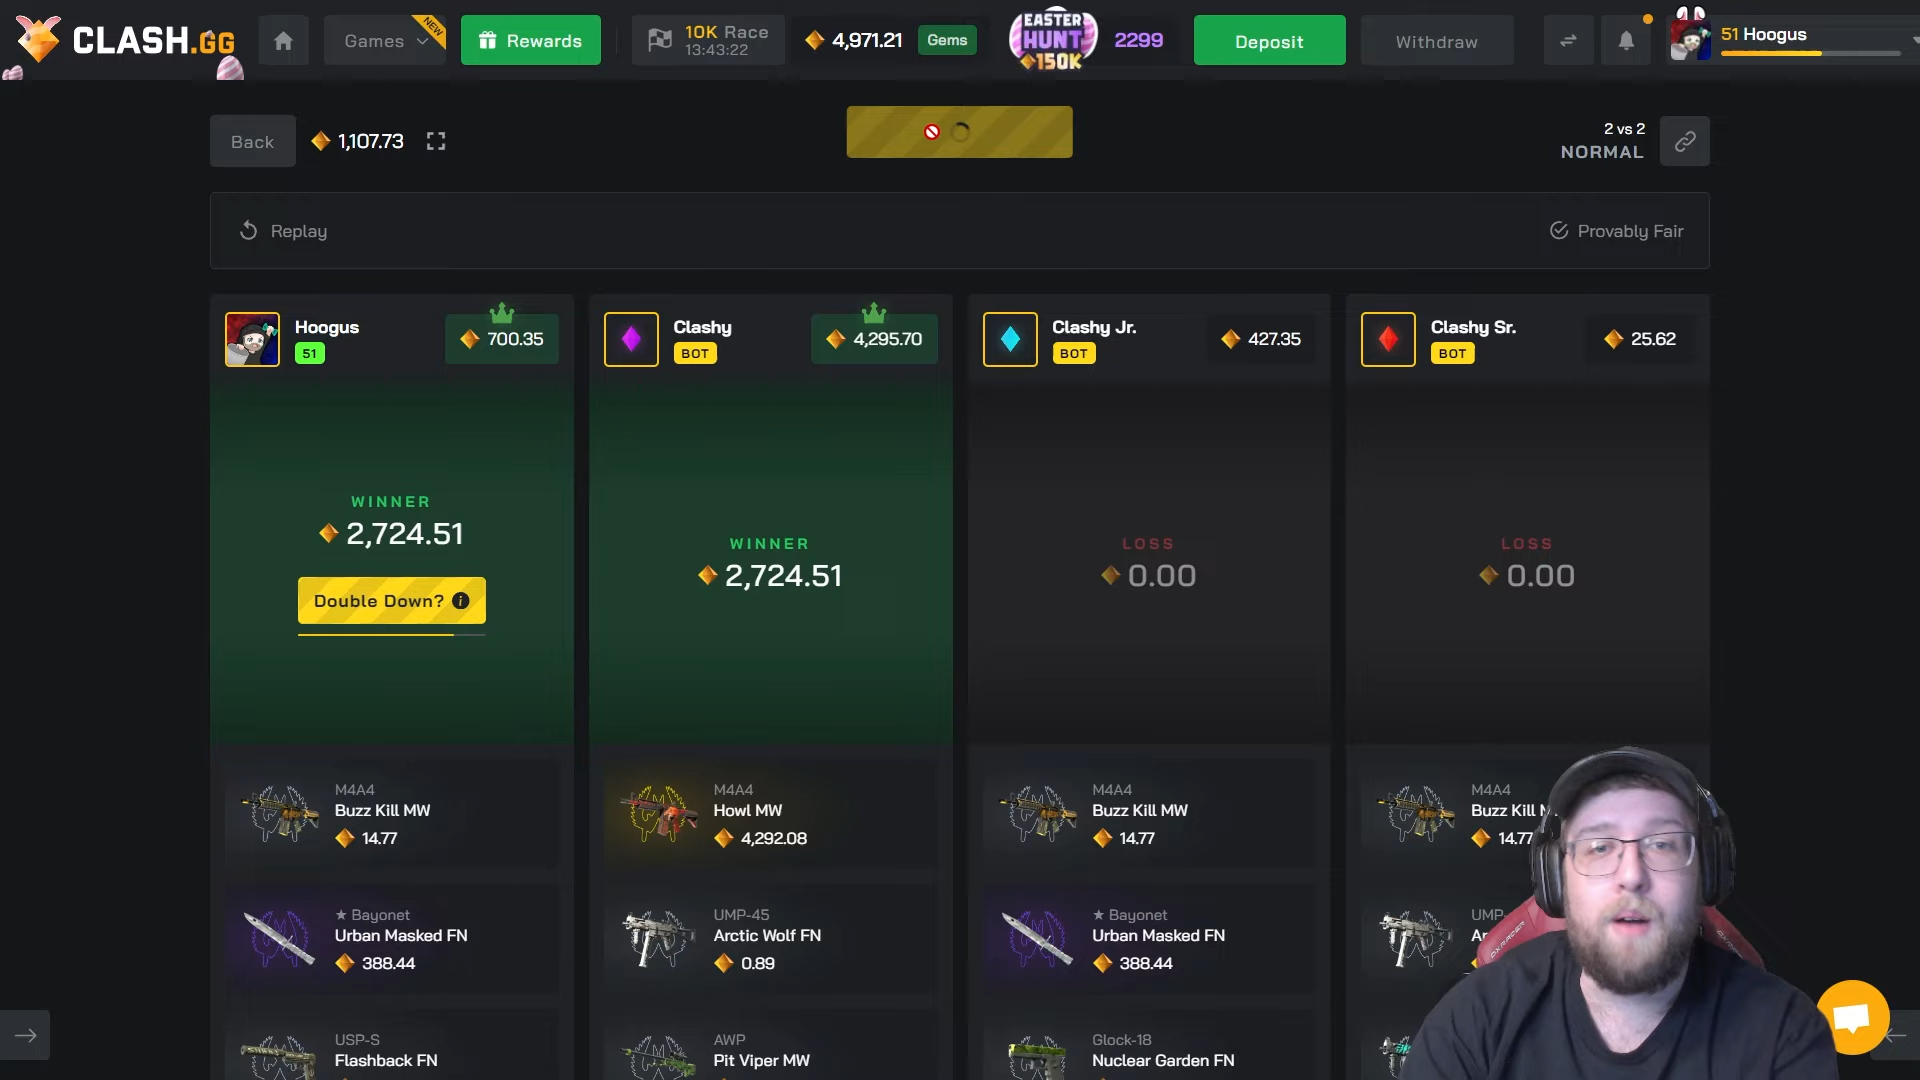 CLASH.GG
Games
NEW
Rewards
10K Race
13:43:22
4,971.21
Gems
EASTER
HUNT
150K
2299
Deposit
Withdraw
51 Hoogus
Back
1,107.73
2 vs 2
NORMAL
Replay
Provably Fair
Hoogus
51
700.35
Clashy
BOT
4,295.70
Clashy Jr.
BOT
427.35
Clashy Sr.
BOT
25.62
WINNER
2,724.51
Double Down?
WINNER
2,724.51
LOSS
0.00
LOSS
0.00
M4A4
Buzz Kill MW
14.77
M4A4
Howl MW
4,292.08
M4A4
Buzz Kill MW
14.77
M4A4
Buzz Kill
14.77
★ Bayonet
Urban Masked FN
388.44
UMP-45
Arctic Wolf FN
0.89
★ Bayonet
Urban Masked FN
388.44
UMP-
USP-S
Flashback FN
AWP
Pit Viper MW
Glock-18
Nuclear Garden FN